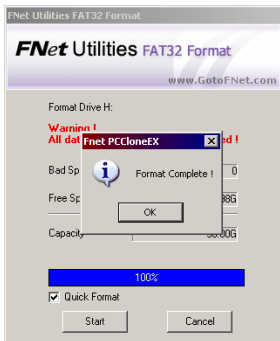 FNet Utilities FAT32 Format
FNet Utilities FAT32 Format
www.GotoFNet.com
Format Drive H:
Warning !
All dat ed !
Fnet PCCloneEX
Format Complete !
OK
Bad Sp 0
Free Sp 88G
Capacity
100%
Quick Format
Start Cancel